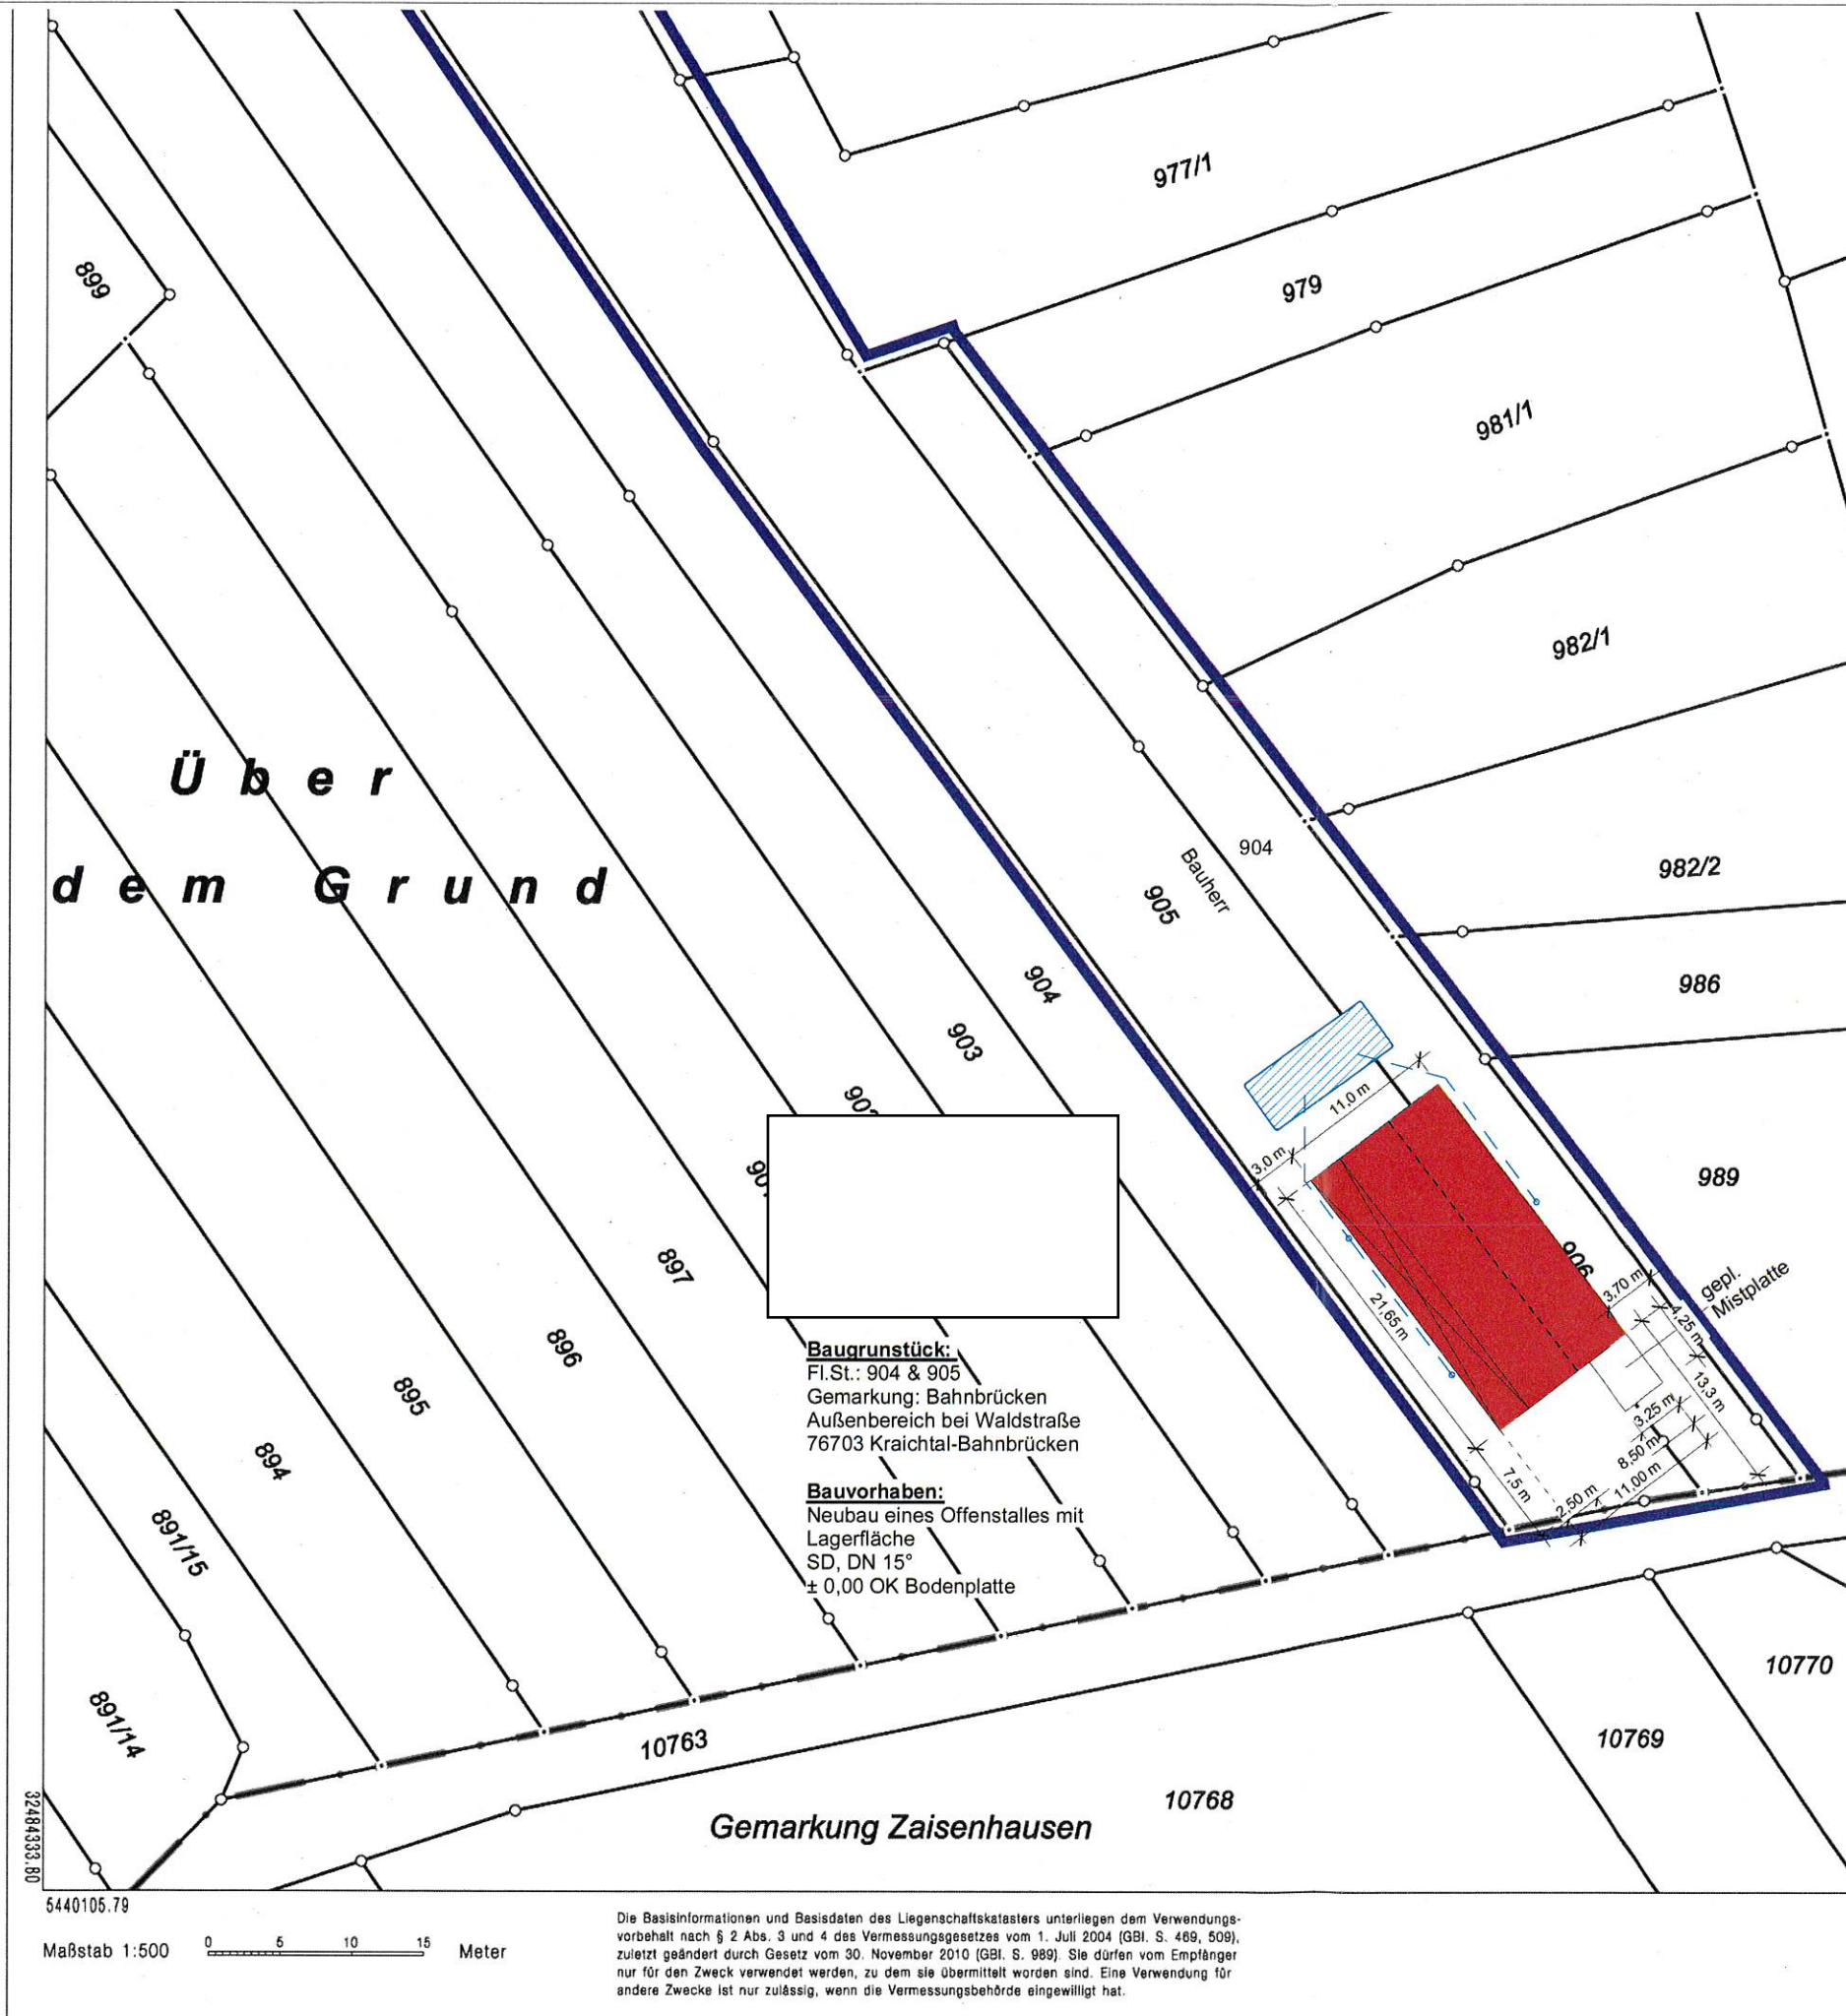 977/1
979
899
981/1
982/1
Über
dem Grund
904
Bauherr
905
982/2
904
986
903
11,0 m
3,0 m
989
906
897
3,70 m
gepl.
Mistplatte
21,65 m
4,25 m
896
895
13,3 m
3,25 m
8,50 m
11,00 m
7,5 m
2,50 m
894
Baugrunstück:
Fl.St.: 904 & 905
Gemarkung: Bahnbrücken
Außenbereich bei Waldstraße
76703 Kraichtal-Bahnbrücken
Bauvorhaben:
Neubau eines Offenstalles mit
Lagerfläche
SD, DN 15°
± 0,00 OK Bodenplatte
891/15
891/14
10770
10769
10763
10768
Gemarkung Zaisenhausen
32484333.80
5440105.79
Maßstab 1:500 0 5 10 15 Meter
Die Basisinformationen und Basisdaten des Liegenschaftskatasters unterliegen dem Verwendungs-
vorbehalt nach § 2 Abs. 3 und 4 des Vermessungsgesetzes vom 1. Juli 2004 (GBl. S. 469, 509),
zuletzt geändert durch Gesetz vom 30. November 2010 (GBl. S. 989). Sie dürfen vom Empfänger
nur für den Zweck verwendet werden, zu dem sie übermittelt worden sind. Eine Verwendung für
andere Zwecke ist nur zulässig, wenn die Vermessungsbehörde eingewilligt hat.